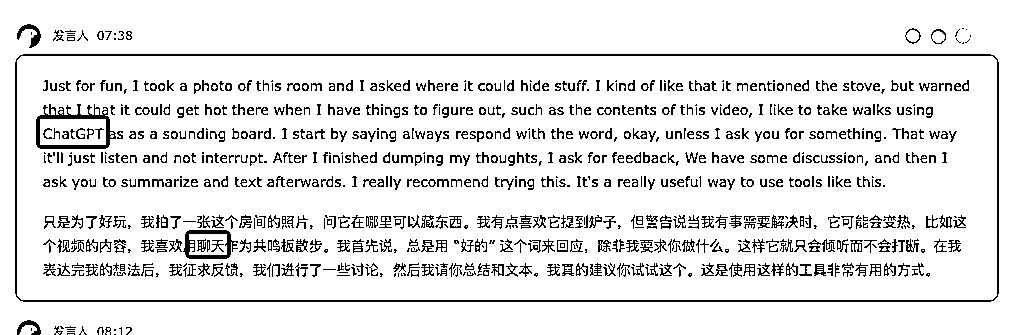 发言人 07:38
Just for fun, I took a photo of this room and I asked where it could hide stuff. I kind of like that it mentioned the stove, but warned
that I that it could get hot there when I have things to figure out, such as the contents of this video, I like to take walks using
ChatGPT as as a sounding board. I start by saying always respond with the word, okay, unless I ask you for something. That way
it'll just listen and not interrupt. After I finished dumping my thoughts, I ask for feedback, We have some discussion, and then I
ask you to summarize and text afterwards. I really recommend trying this. It's a really useful way to use tools like this.
只是为了好玩，我拍了一张这个房间的照片，问它在哪里可以藏东西。我有点喜欢它提到炉子，但警告说当我有事需要解决时，它可能会变热，比如这
个视频的内容，我喜欢用聊天作为共鸣板散步。我首先说，总是用“好的”这个词来回应，除非我要求你做什么。这样它就只会倾听而不会打断。在我
表达完我的想法后，我征求反馈，我们进行了一些讨论，然后我请你总结和文本。我真的建议你试试这个。这是使用这样的工具非常有用的方式。
发言人 08:12